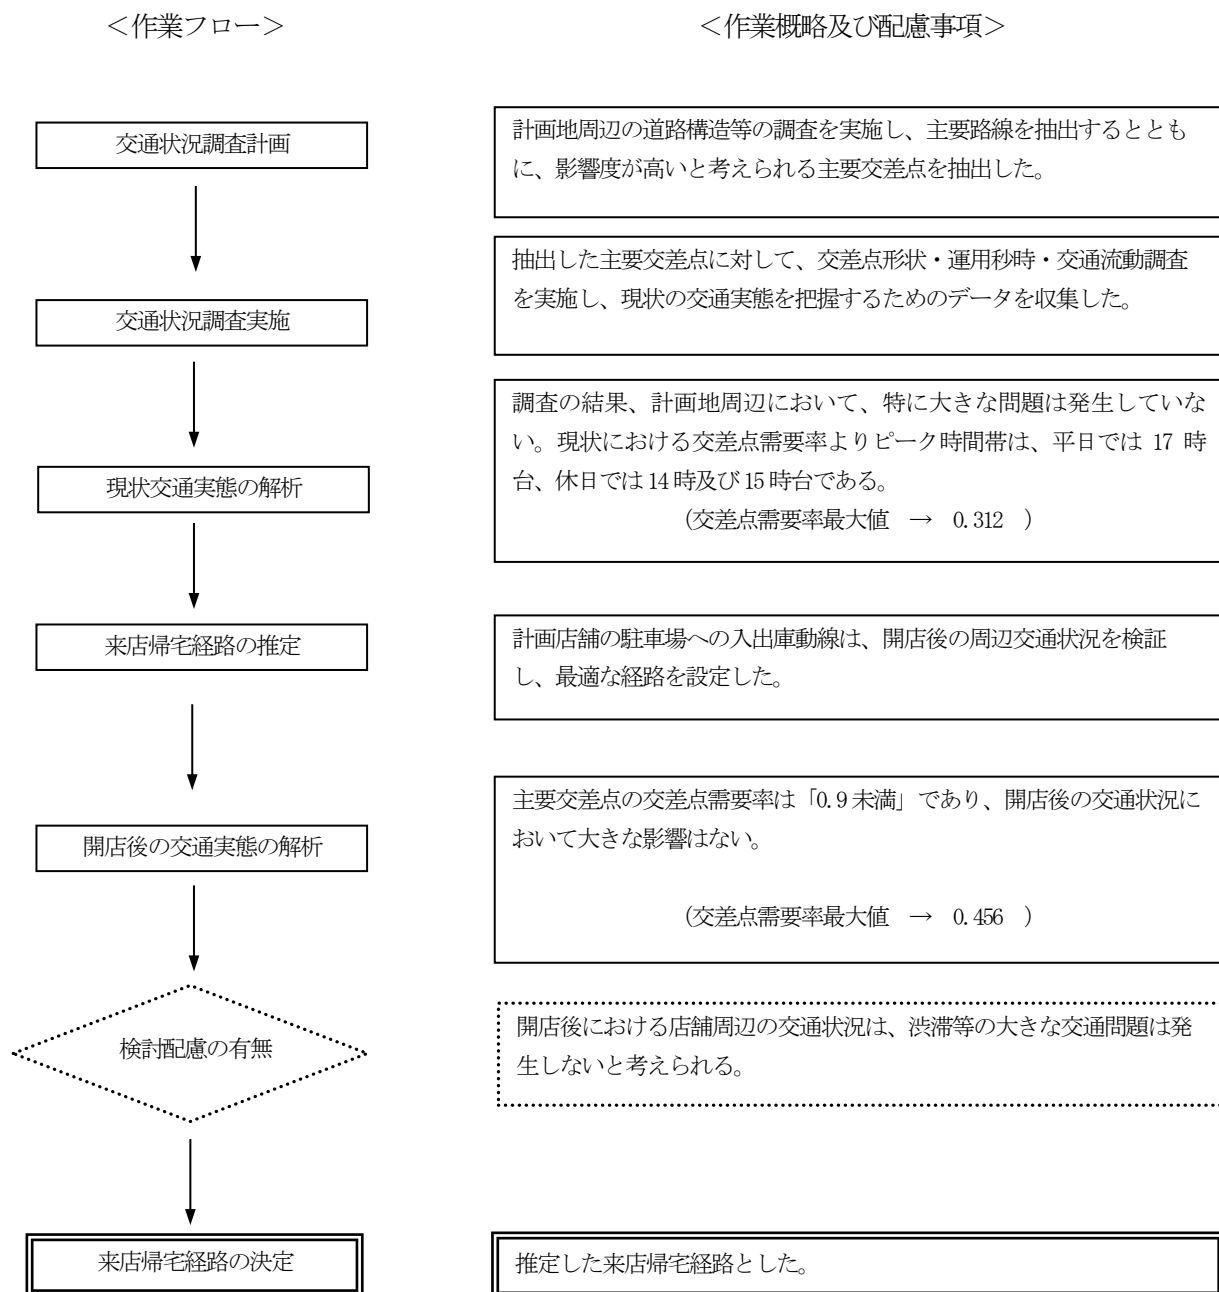 ＜作業フロー＞
＜作業概略及び配慮事項＞
交通状況調査計画
計画地周辺の道路構造等の調査を実施し、主要路線を抽出するととも
に、影響度が高いと考えられる主要交差点を抽出した。
交通状況調査実施
抽出した主要交差点に対して、交差点形状・運用秒時・交通流動調査
を実施し、現状の交通実態を把握するためのデータを収集した。
現状交通実態の解析
調査の結果、計画地周辺において、特に大きな問題は発生していな
い。現状における交差点需要率よりピーク時間帯は、平日では 17 時
台、休日では 14 時及び 15 時台である。
（交差点需要率最大値　→　0.312　）
来店帰宅経路の推定
計画店舗の駐車場への入出庫動線は、開店後の周辺交通状況を検証
し、最適な経路を設定した。
開店後の交通実態の解析
主要交差点の交差点需要率は「0.9 未満」であり、開店後の交通状況に
おいて大きな影響はない。
（交差点需要率最大値　→　0.456　）
検討配慮の有無
開店後における店舗周辺の交通状況は、渋滞等の大きな交通問題は発
生しないと考えられる。
来店帰宅経路の決定
推定した来店帰宅経路とした。